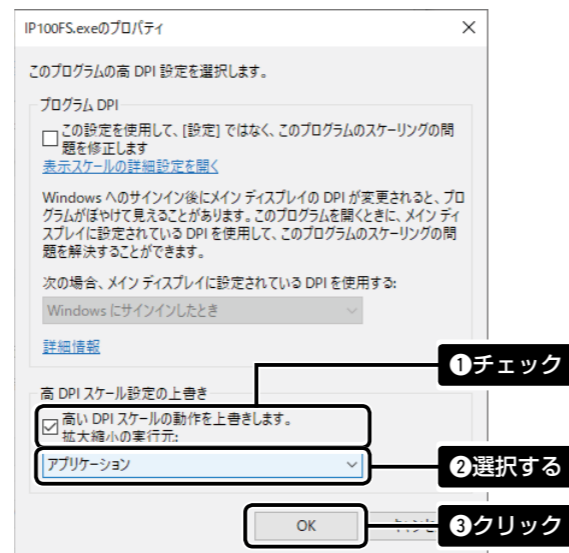 IP100FS.exeのプロパティ
このプログラムの高 DPI 設定を選択します。
プログラム DPI
この設定を使用して、[設定] ではなく、このプログラムのスケーリングの問
題を修正します
表示スケールの詳細設定を開く
Windows へのサインイン後にメイン ディスプレイの DPI が変更されると、プロ
グラムがぼやけて見えることがあります。このプログラムを開くときに、メイン ディ
スプレイに設定されている DPI を使用して、このプログラムのスケーリングの問
題を解決することができます。
次の場合、メイン ディスプレイに設定されている DPI を使用する:
Windows にサインインしたとき
詳細情報
❶チェック
高 DPI スケール設定の上書き
高い DPI スケールの動作を上書きします。
拡大縮小の実行元:
アプリケーション
❷選択する
OK
❸クリック